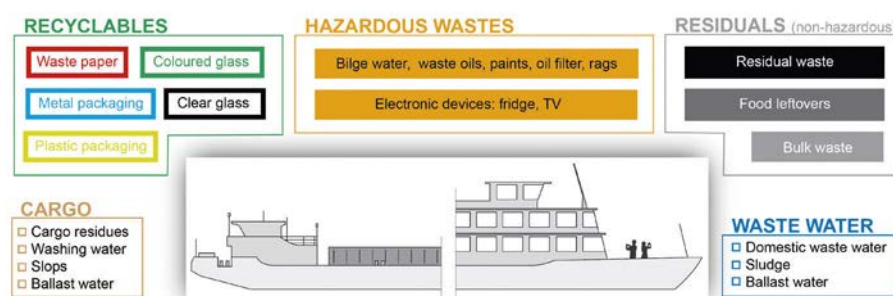 RECYCLABLES
Waste paper
Coloured glass
Metal packaging
Clear glass
Plastic packaging
HAZARDOUS WASTES
Bilge water, waste oils, paints, oil filter, rags
Electronic devices: fridge, TV
RESIDUALS (non-hazardous
Residual waste
Food leftovers
Bulk waste
CARGO
Cargo residues
Washing water
Slops
Ballast water
WASTE WATER
Domestic waste water
Sludge
Ballast water